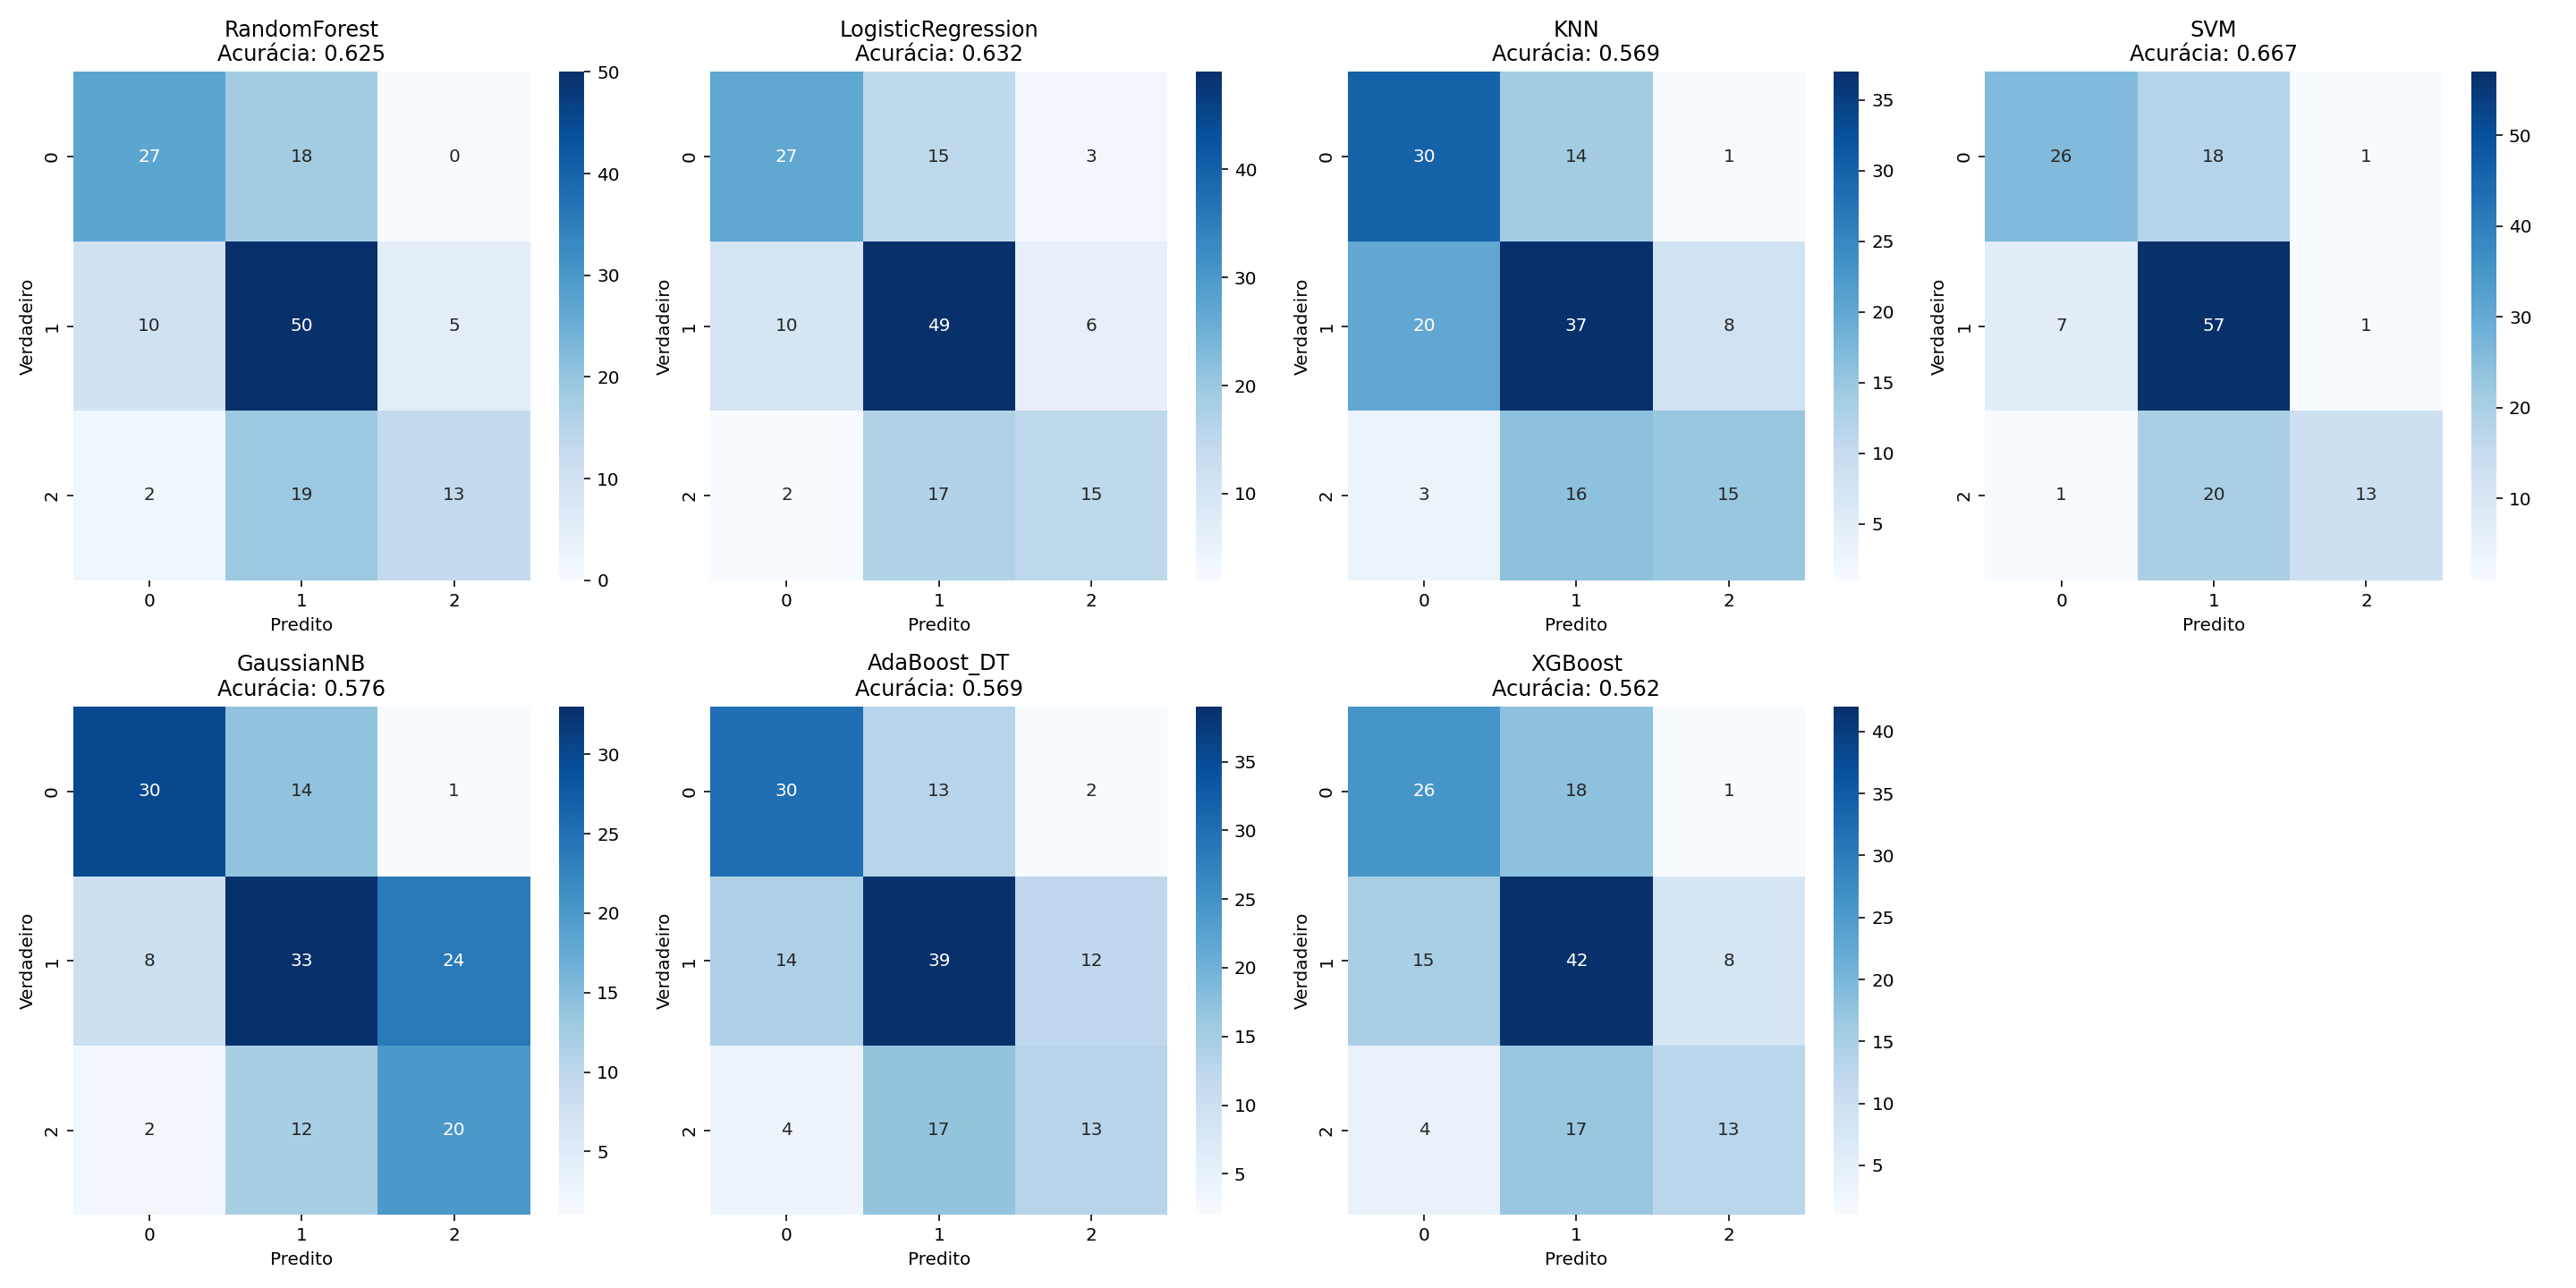 RandomForest
Acurácia: 0.625
27 18 0
10 50 5
2 19 13
0 1 2
0 1 2
Verdadeiro
Predito
50
40
30
20
10
0
LogisticRegression
Acurácia: 0.632
27 15 3
10 49 6
2 17 15
0 1 2
0 1 2
Verdadeiro
Predito
40
30
20
10
KNN
Acurácia: 0.569
30 14 1
20 37 8
3 16 15
0 1 2
0 1 2
Verdadeiro
Predito
35
30
25
20
15
10
5
SVM
Acurácia: 0.667
26 18 1
7 57 1
1 20 13
0 1 2
0 1 2
Verdadeiro
Predito
50
40
30
20
10
GaussianNB
Acurácia: 0.576
30 14 1
8 33 24
2 12 20
0 1 2
0 1 2
Verdadeiro
Predito
30
25
20
15
10
5
AdaBoost_DT
Acurácia: 0.569
30 13 2
14 39 12
4 17 13
0 1 2
0 1 2
Verdadeiro
Predito
35
30
25
20
15
10
5
XGBoost
Acurácia: 0.562
26 18 1
15 42 8
4 17 13
0 1 2
0 1 2
Verdadeiro
Predito
40
35
30
25
20
15
10
5